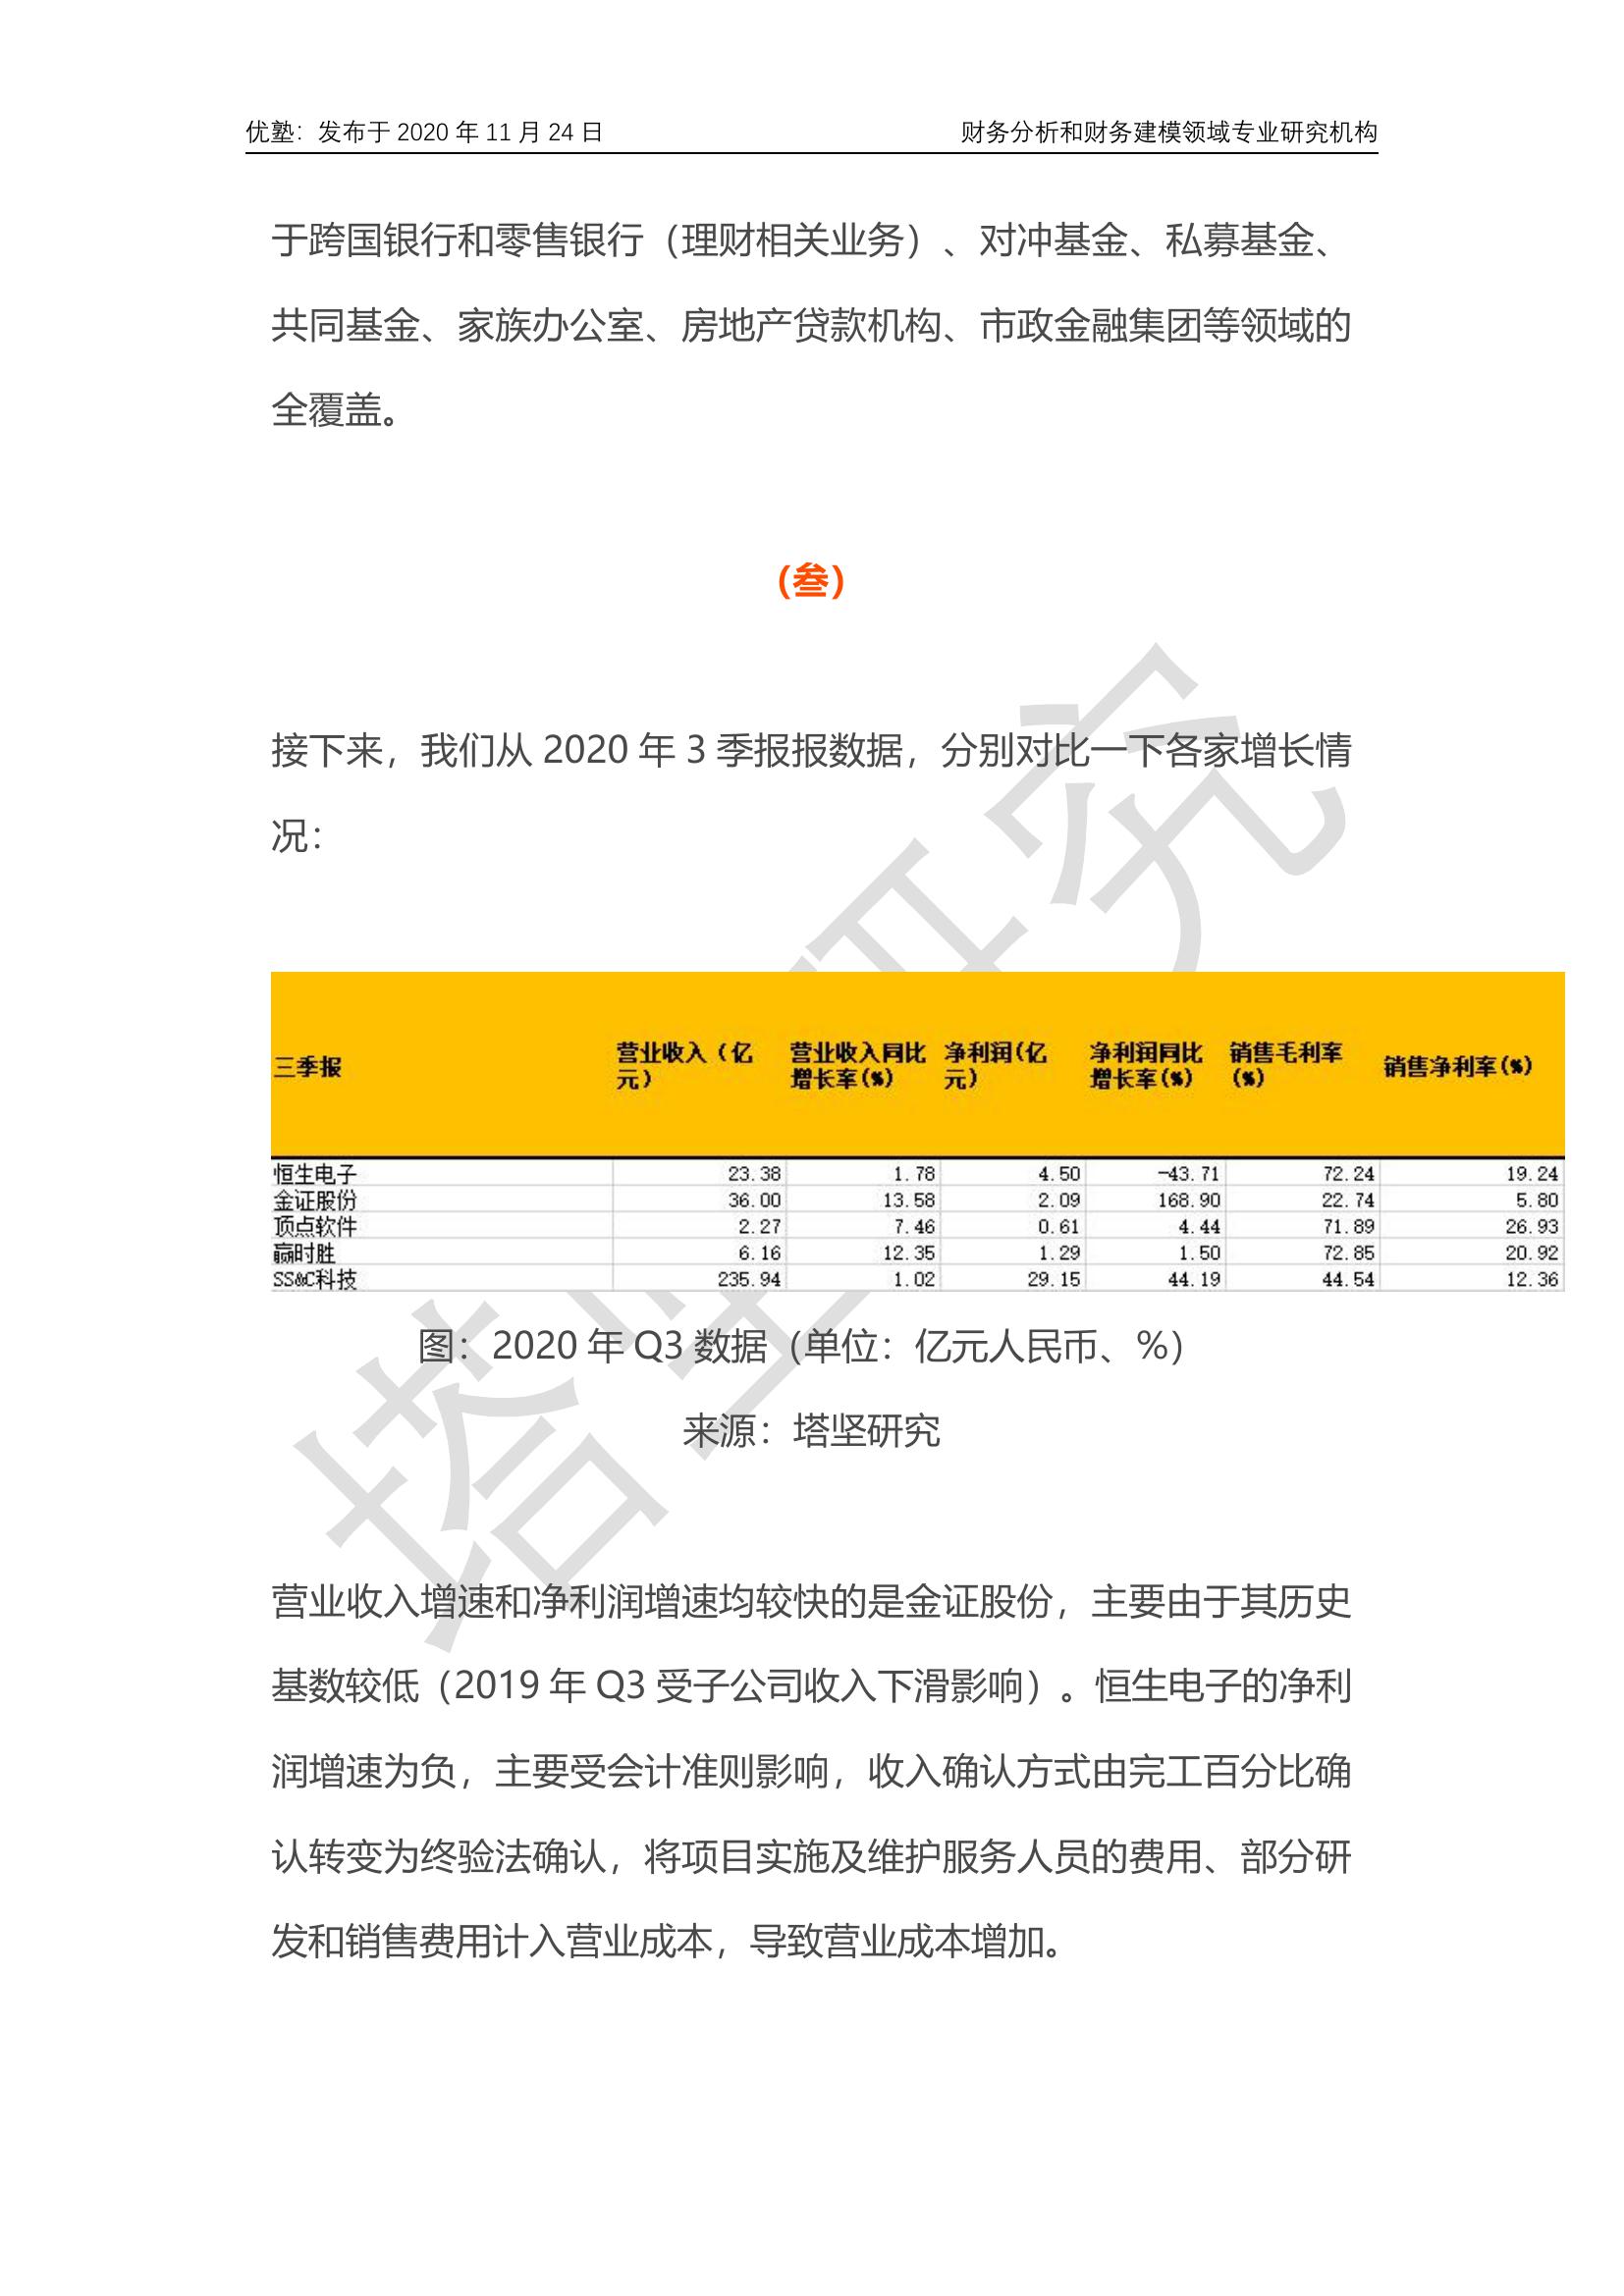 优塾：发布于 2020 年 11 月 24 日 财务分析和财务建模领域专业研究机构
于跨国银行和零售银行（理财相关业务）、对冲基金、私募基金、
共同基金、家族办公室、房地产贷款机构、市政金融集团等领域的
全覆盖。
(叁)
接下来，我们从 2020 年 3 季报报数据，分别对比一下各家增长情
况：
三季报 营业收入（亿元） 营业收入同比增长率(%) 净利润(亿元) 净利润同比增长率(%) 销售毛利率(%) 销售净利率(%)
恒生电子 23.38 1.78 4.50 -43.71 72.24 19.24
金证股份 36.00 13.58 2.09 168.90 22.74 5.80
顶点软件 2.27 7.46 0.61 4.44 71.89 26.93
赢时胜 6.16 12.35 1.29 1.50 72.85 20.92
SS&C科技 235.94 1.02 29.15 44.19 44.54 12.36
图：2020 年 Q3 数据（单位：亿元人民币、%）
来源：塔坚研究
营业收入增速和净利润增速均较快的是金证股份，主要由于其历史
基数较低（2019 年 Q3 受子公司收入下滑影响）。恒生电子的净利
润增速为负，主要受会计准则影响，收入确认方式由完工百分比确
认转变为终验法确认，将项目实施及维护服务人员的费用、部分研
发和销售费用计入营业成本，导致营业成本增加。
塔坚研究